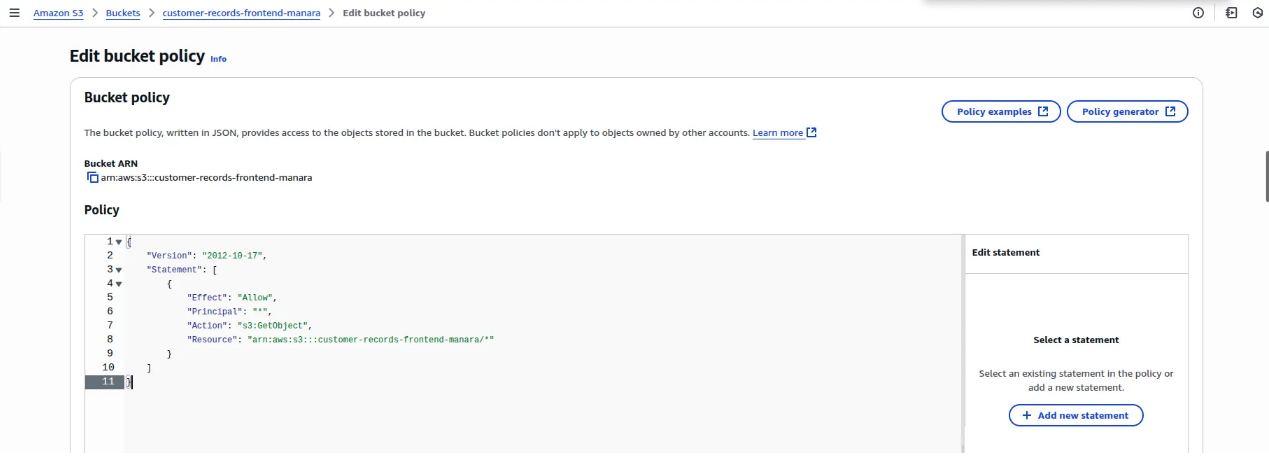 Amazon S3 > Buckets > customer-records-frontend-manara > Edit bucket policy
Edit bucket policy Info
Bucket policy
Policy examples
Policy generator
The bucket policy, written in JSON, provides access to the objects stored in the bucket. Bucket policies don't apply to objects owned by other accounts. Learn more
Bucket ARN
arn:aws:s3:::customer-records-frontend-manara
Policy
1 {
2 "Version": "2012-10-17",
3 "Statement": [
4 {
5 "Effect": "Allow",
6 "Principal": "*",
7 "Action": "s3:GetObject",
8 "Resource": "arn:aws:s3:::customer-records-frontend-manara/*"
9 }
10 ]
11 }
Edit statement
Select a statement
Select an existing statement in the policy or
add a new statement.
+ Add new statement